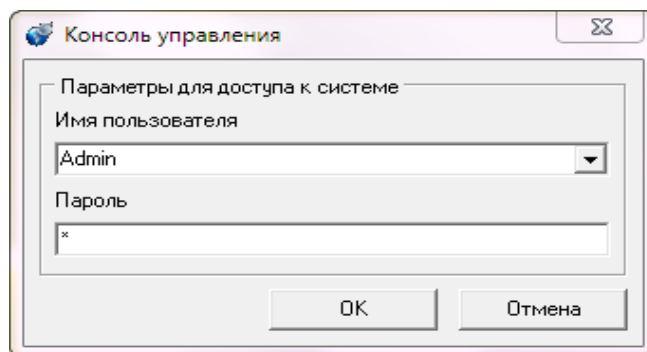 Консоль управления
Параметры для доступа к системе
Имя пользователя
Admin
Пароль
*
OK
Отмена